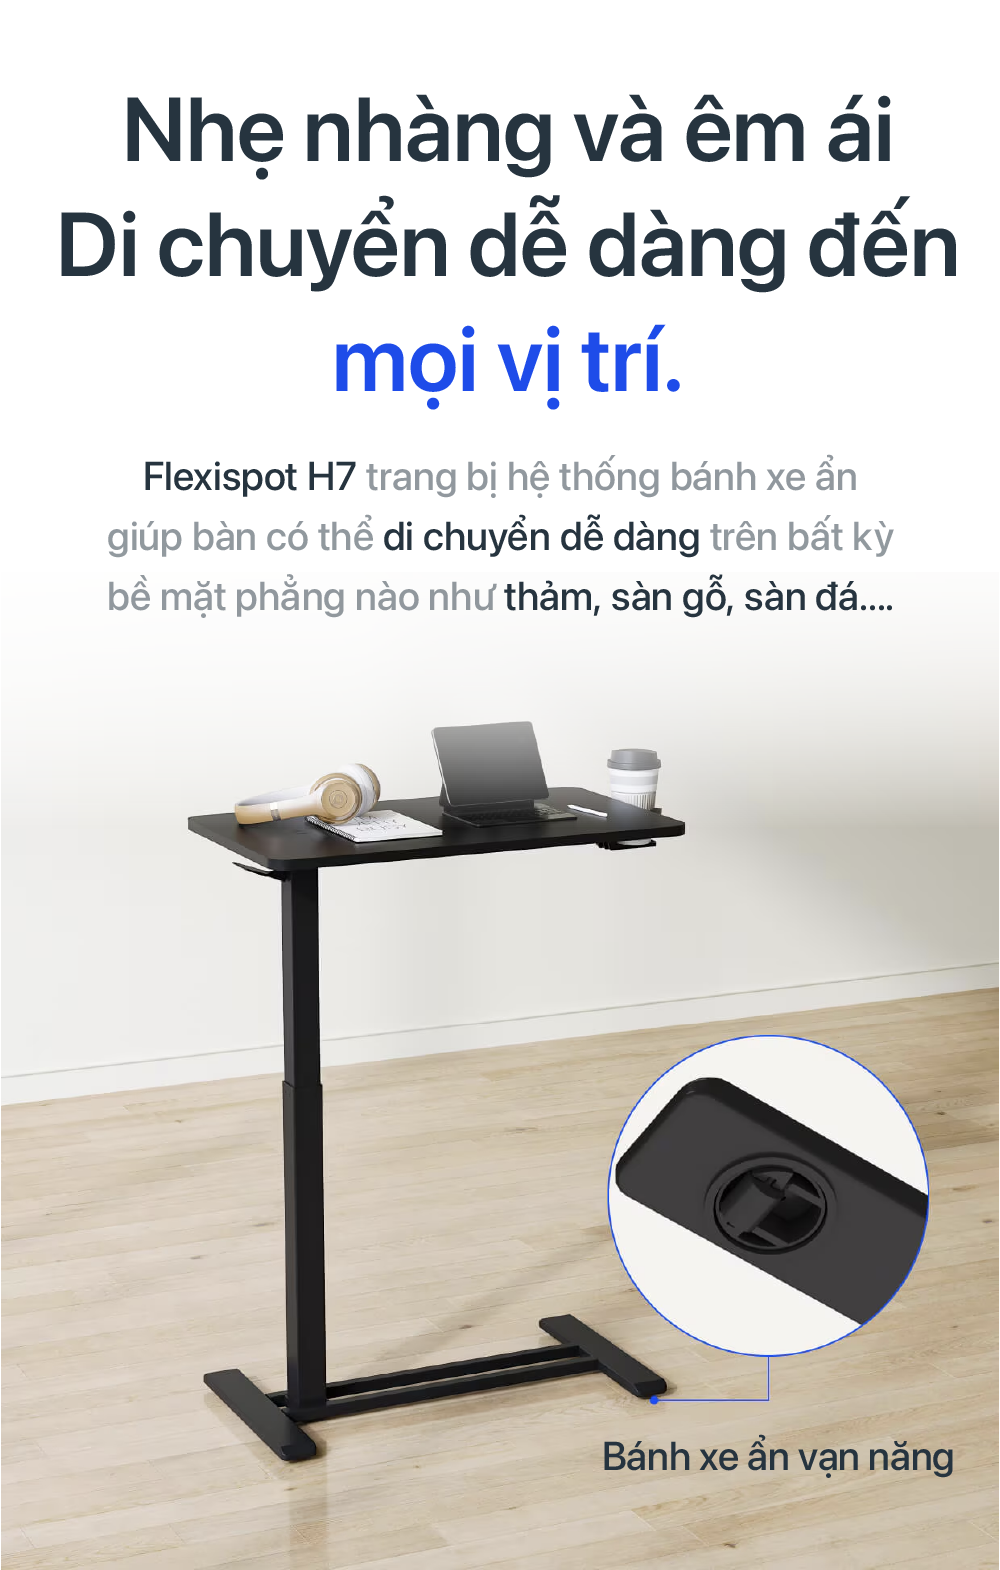 Nhẹ nhàng và êm ái
Di chuyển dễ dàng đến
mọi vị trí.
Flexispot H7 trang bị hệ thống bánh xe ẩn
giúp bàn có thể di chuyển dễ dàng trên bất kỳ
bề mặt phẳng nào như thảm, sàn gỗ, sàn đá....
Bánh xe ẩn vạn năng